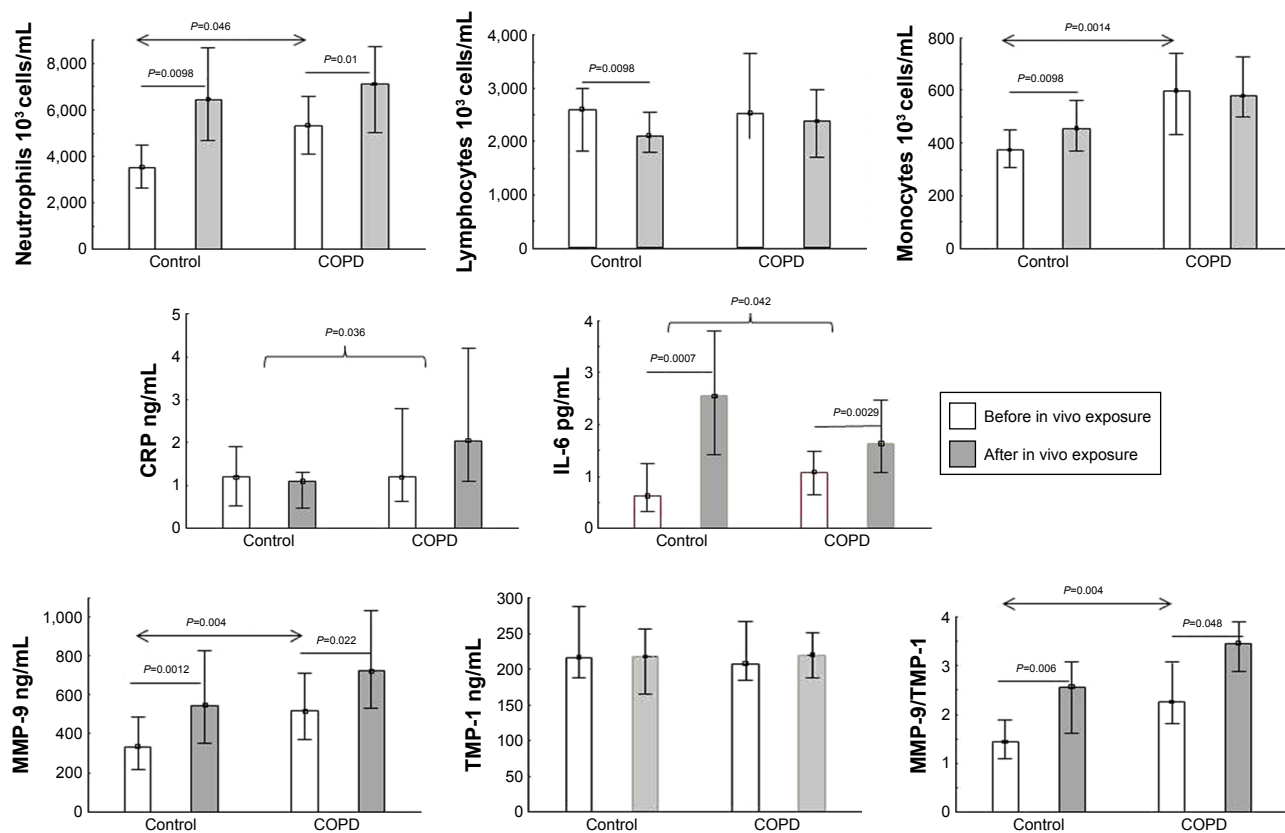 Neutrophils 10³ cells/mL
8,000
6,000
4,000
2,000
0
P=0.046
P=0.0098
P=0.01
Control
COPD
Lymphocytes 10³ cells/mL
4,000
3,000
2,000
1,000
0
P=0.0098
Control
COPD
Monocytes 10³ cells/mL
800
600
400
200
0
P=0.0014
P=0.0098
Control
COPD
CRP ng/mL
5
4
3
2
1
0
P=0.036
Control
COPD
IL-6 pg/mL
4
3
2
1
0
P=0.042
P=0.0007
P=0.0029
Control
COPD
Before in vivo exposure
After in vivo exposure
MMP-9 ng/mL
1,000
800
600
400
200
0
P=0.004
P=0.0012
P=0.022
Control
COPD
TMP-1 ng/mL
300
250
200
150
100
50
0
Control
COPD
MMP-9/TMP-1
4
3
2
1
0
P=0.004
P=0.006
P=0.048
Control
COPD